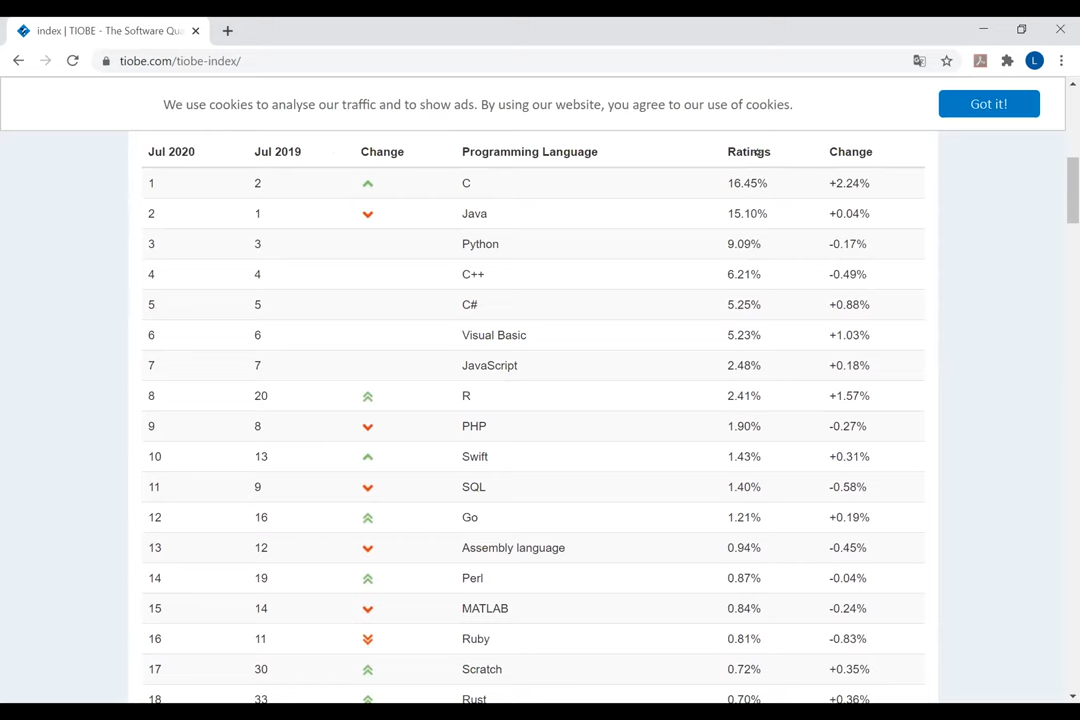 index | TIOBE - The Software Qua
tiobe.com/tiobe-index/
L
We use cookies to analyse our traffic and to show ads. By using our website, you agree to our use of cookies.
Got it!
Jul 2020 Jul 2019 Change Programming Language Ratings Change
1 2 C 16.45% +2.24%
2 1 Java 15.10% +0.04%
3 3 Python 9.09% -0.17%
4 4 C++ 6.21% -0.49%
5 5 C# 5.25% +0.88%
6 6 Visual Basic 5.23% +1.03%
7 7 JavaScript 2.48% +0.18%
8 20 R 2.41% +1.57%
9 8 PHP 1.90% -0.27%
10 13 Swift 1.43% +0.31%
11 9 SQL 1.40% -0.58%
12 16 Go 1.21% +0.19%
13 12 Assembly language 0.94% -0.45%
14 19 Perl 0.87% -0.04%
15 14 MATLAB 0.84% -0.24%
16 11 Ruby 0.81% -0.83%
17 30 Scratch 0.72% +0.35%
18 33 Rust 0.70% +0.36%